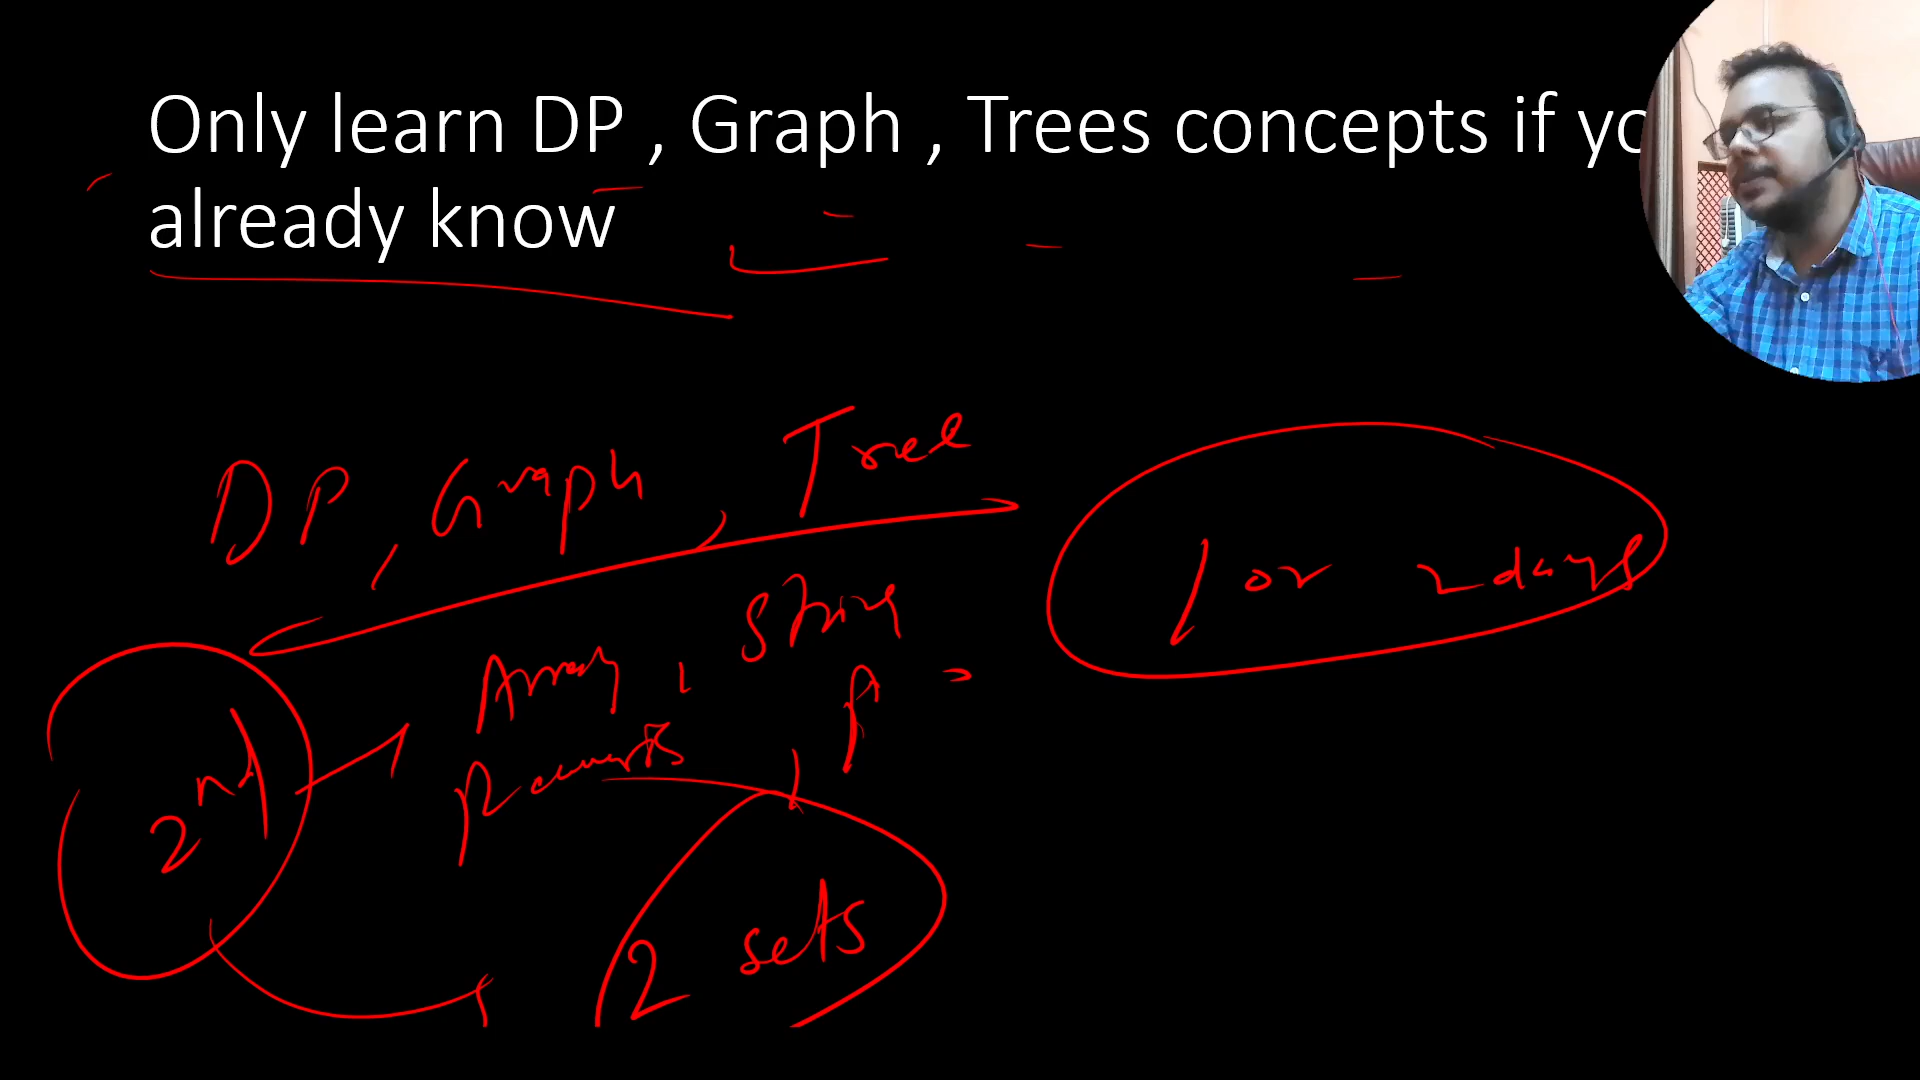 Only learn DP , Graph , Trees concepts if yo
already know
DP, Graph, Tree
1 or 2 days
Array, String
2nd
2 sets